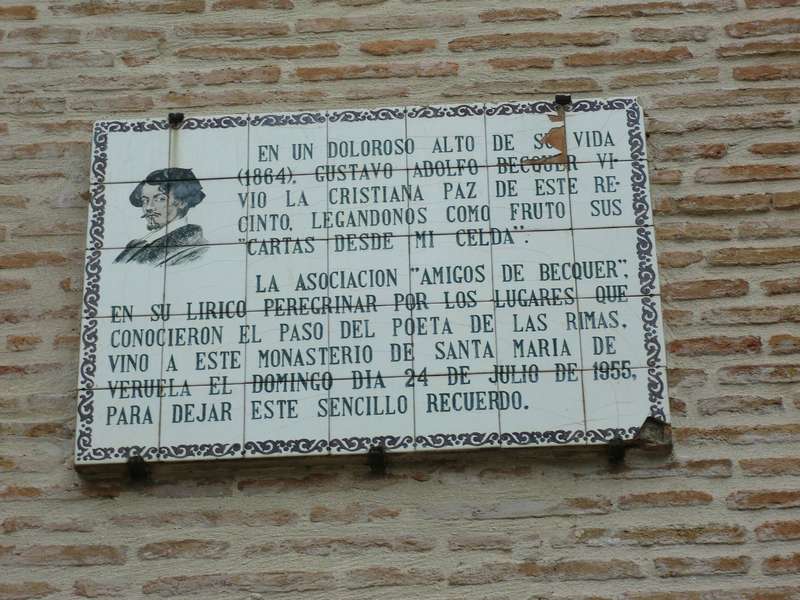 EN UN DOLOROSO ALTO DE SU VIDA
(1864), GUSTAVO ADOLFO BECQUER VI-
VIO LA CRISTIANA PAZ DE ESTE RE-
CINTO, LEGANDONOS COMO FRUTO SUS
"CARTAS DESDE MI CELDA".
LA ASOCIACION "AMIGOS DE BECQUER",
EN SU LIRICO PEREGRINAR POR LOS LUGARES QUE
CONOCIERON EL PASO DEL POETA DE LAS RIMAS,
VINO A ESTE MONASTERIO DE SANTA MARIA DE
VERUELA EL DOMINGO DIA 24 DE JULIO DE 1955,
PARA DEJAR ESTE SENCILLO RECUERDO.